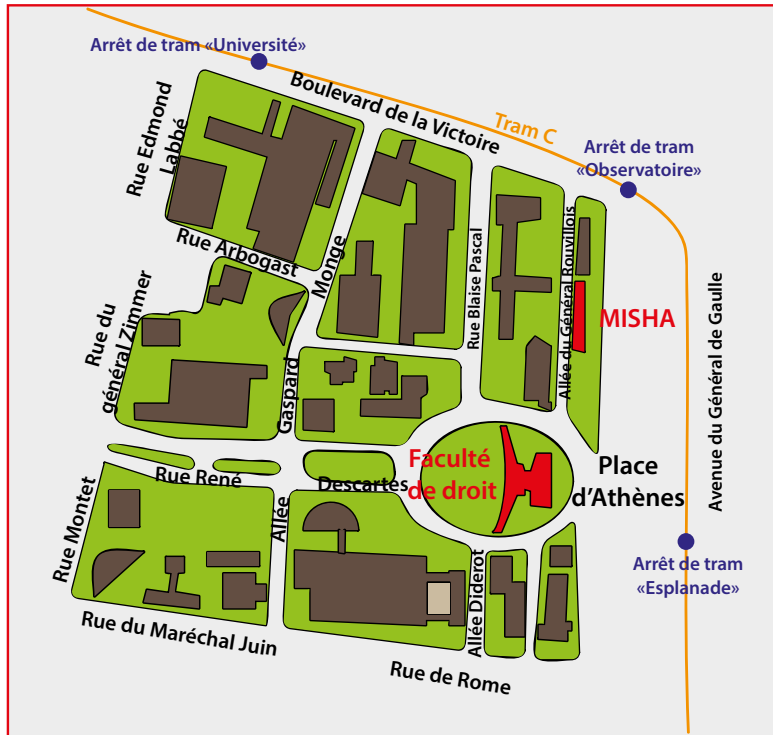 Arrêt de tram «Université»
Boulevard de la Victoire
Tram C
Arrêt de tram
«Observatoire»
Rue Edmond
Labbé
Rue Arbogast
Monge
Rue Blaise Pascal
Allée du Général Rouvillois
MISHA
Avenue du Général de Gaulle
Rue du
général Zimmer
Gaspard
Faculté
de droit
Place
d'Athènes
Rue René
Descartes
Allée
Rue Montet
Arrêt de tram
«Esplanade»
Allée Diderot
Rue du Maréchal Juin
Rue de Rome